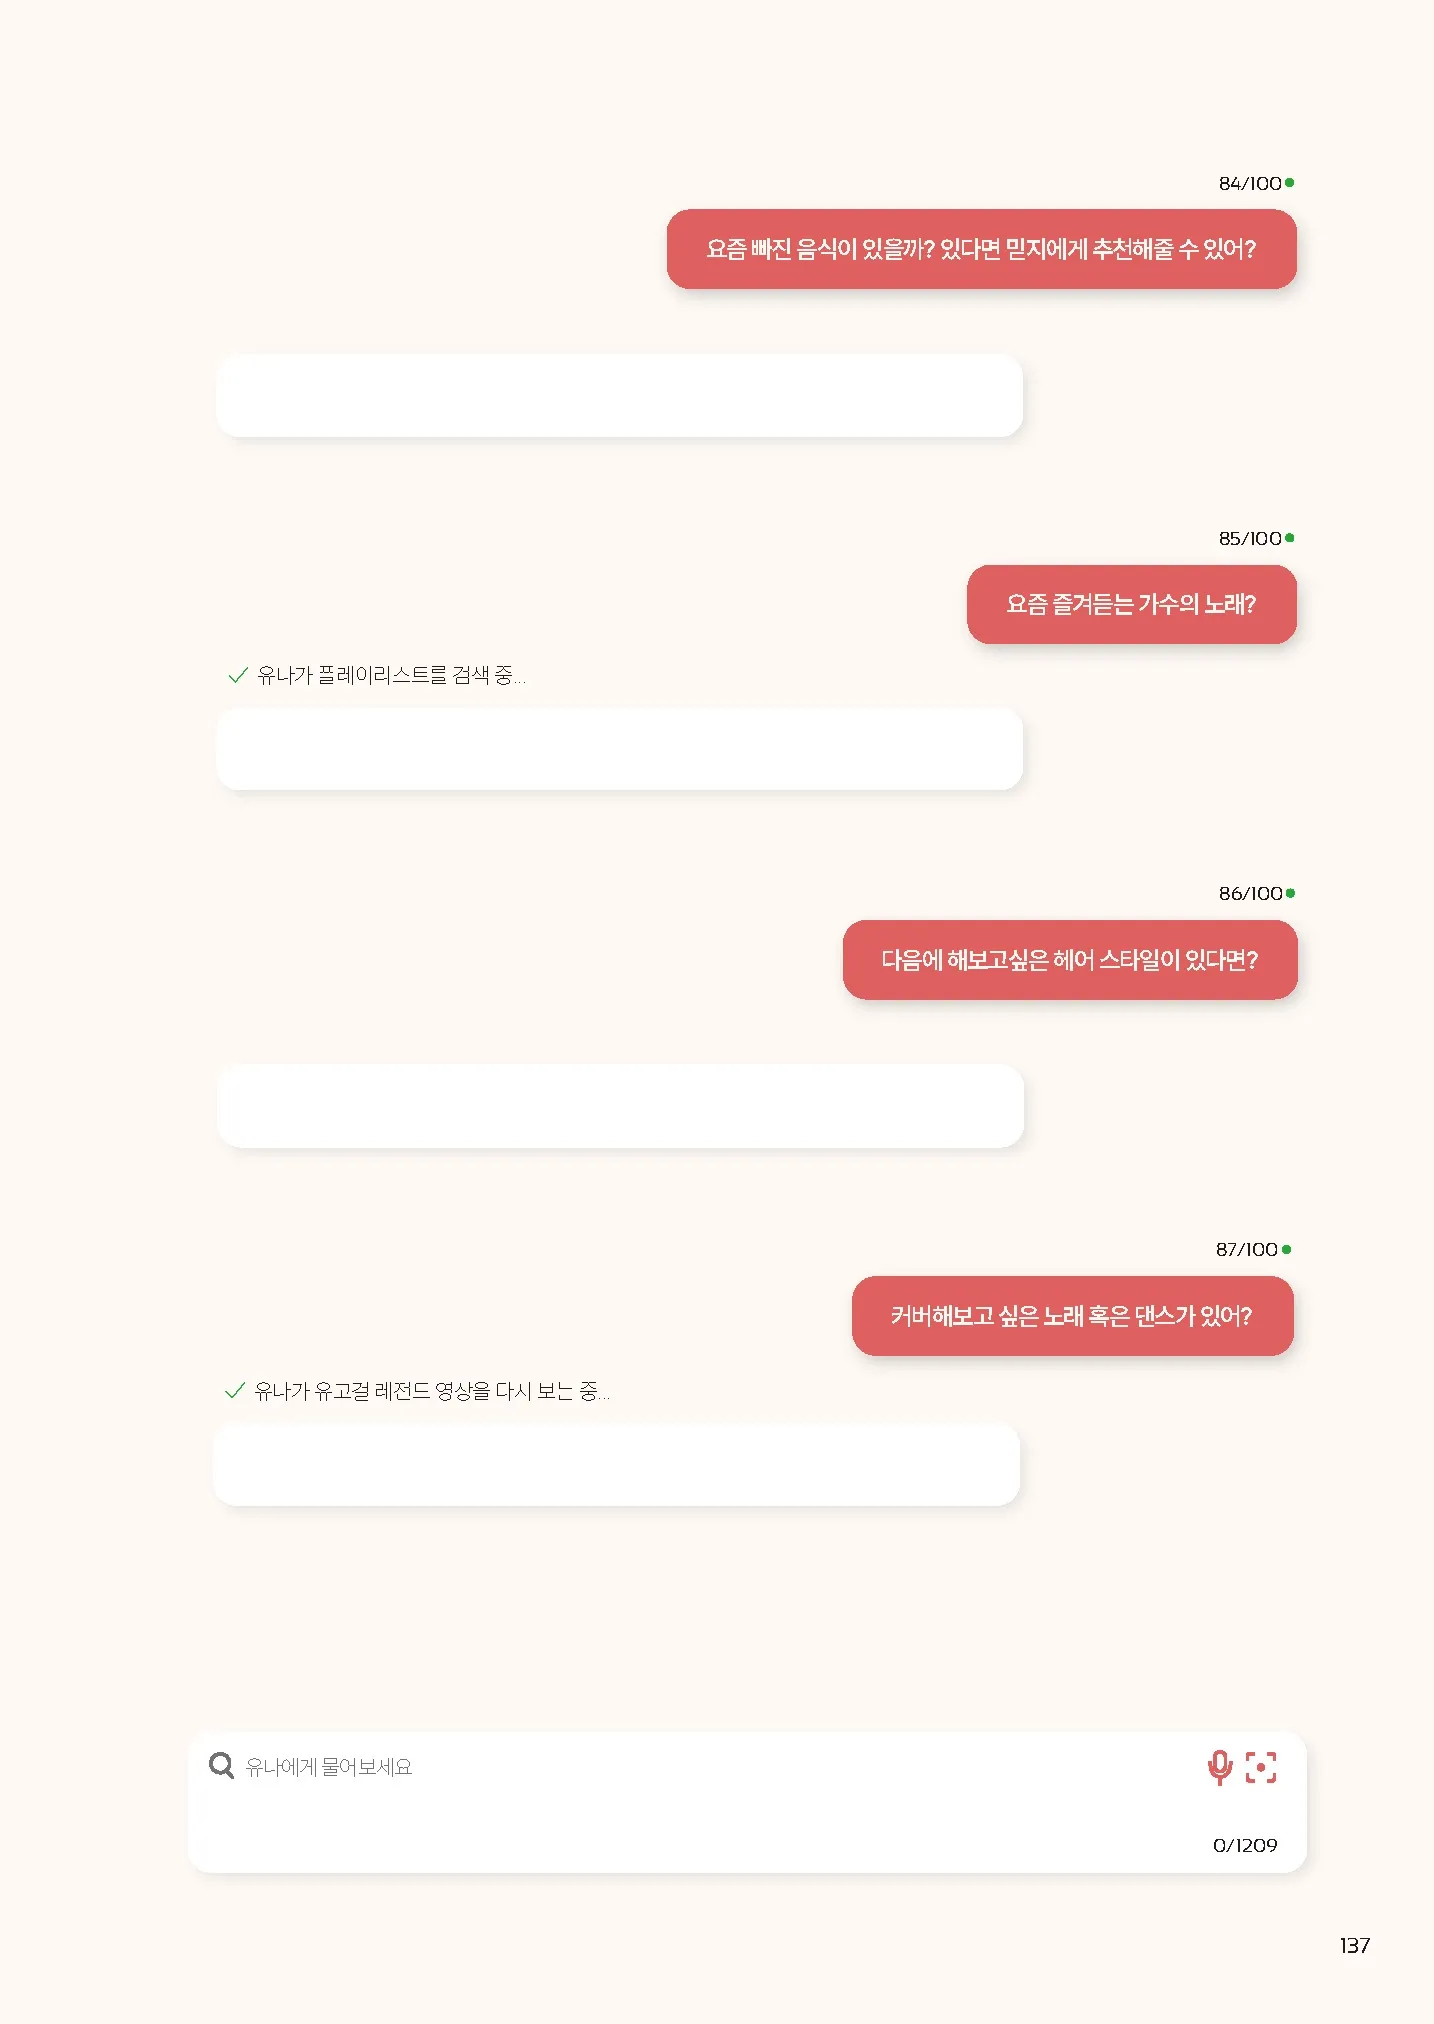 84/100
요즘 빠진 음식이 있을까? 있다면 믿지에게 추천해줄 수 있어?
85/100
요즘 즐겨듣는 가수의 노래?
유나가 플레이리스트를 검색 중...
86/100
다음에 해보고싶은 헤어 스타일이 있다면?
87/100
커버해보고 싶은 노래 혹은 댄스가 있어?
유나가 유고걸 레전드 영상을 다시 보는 중...
유나에게 물어보세요
0/1209
137